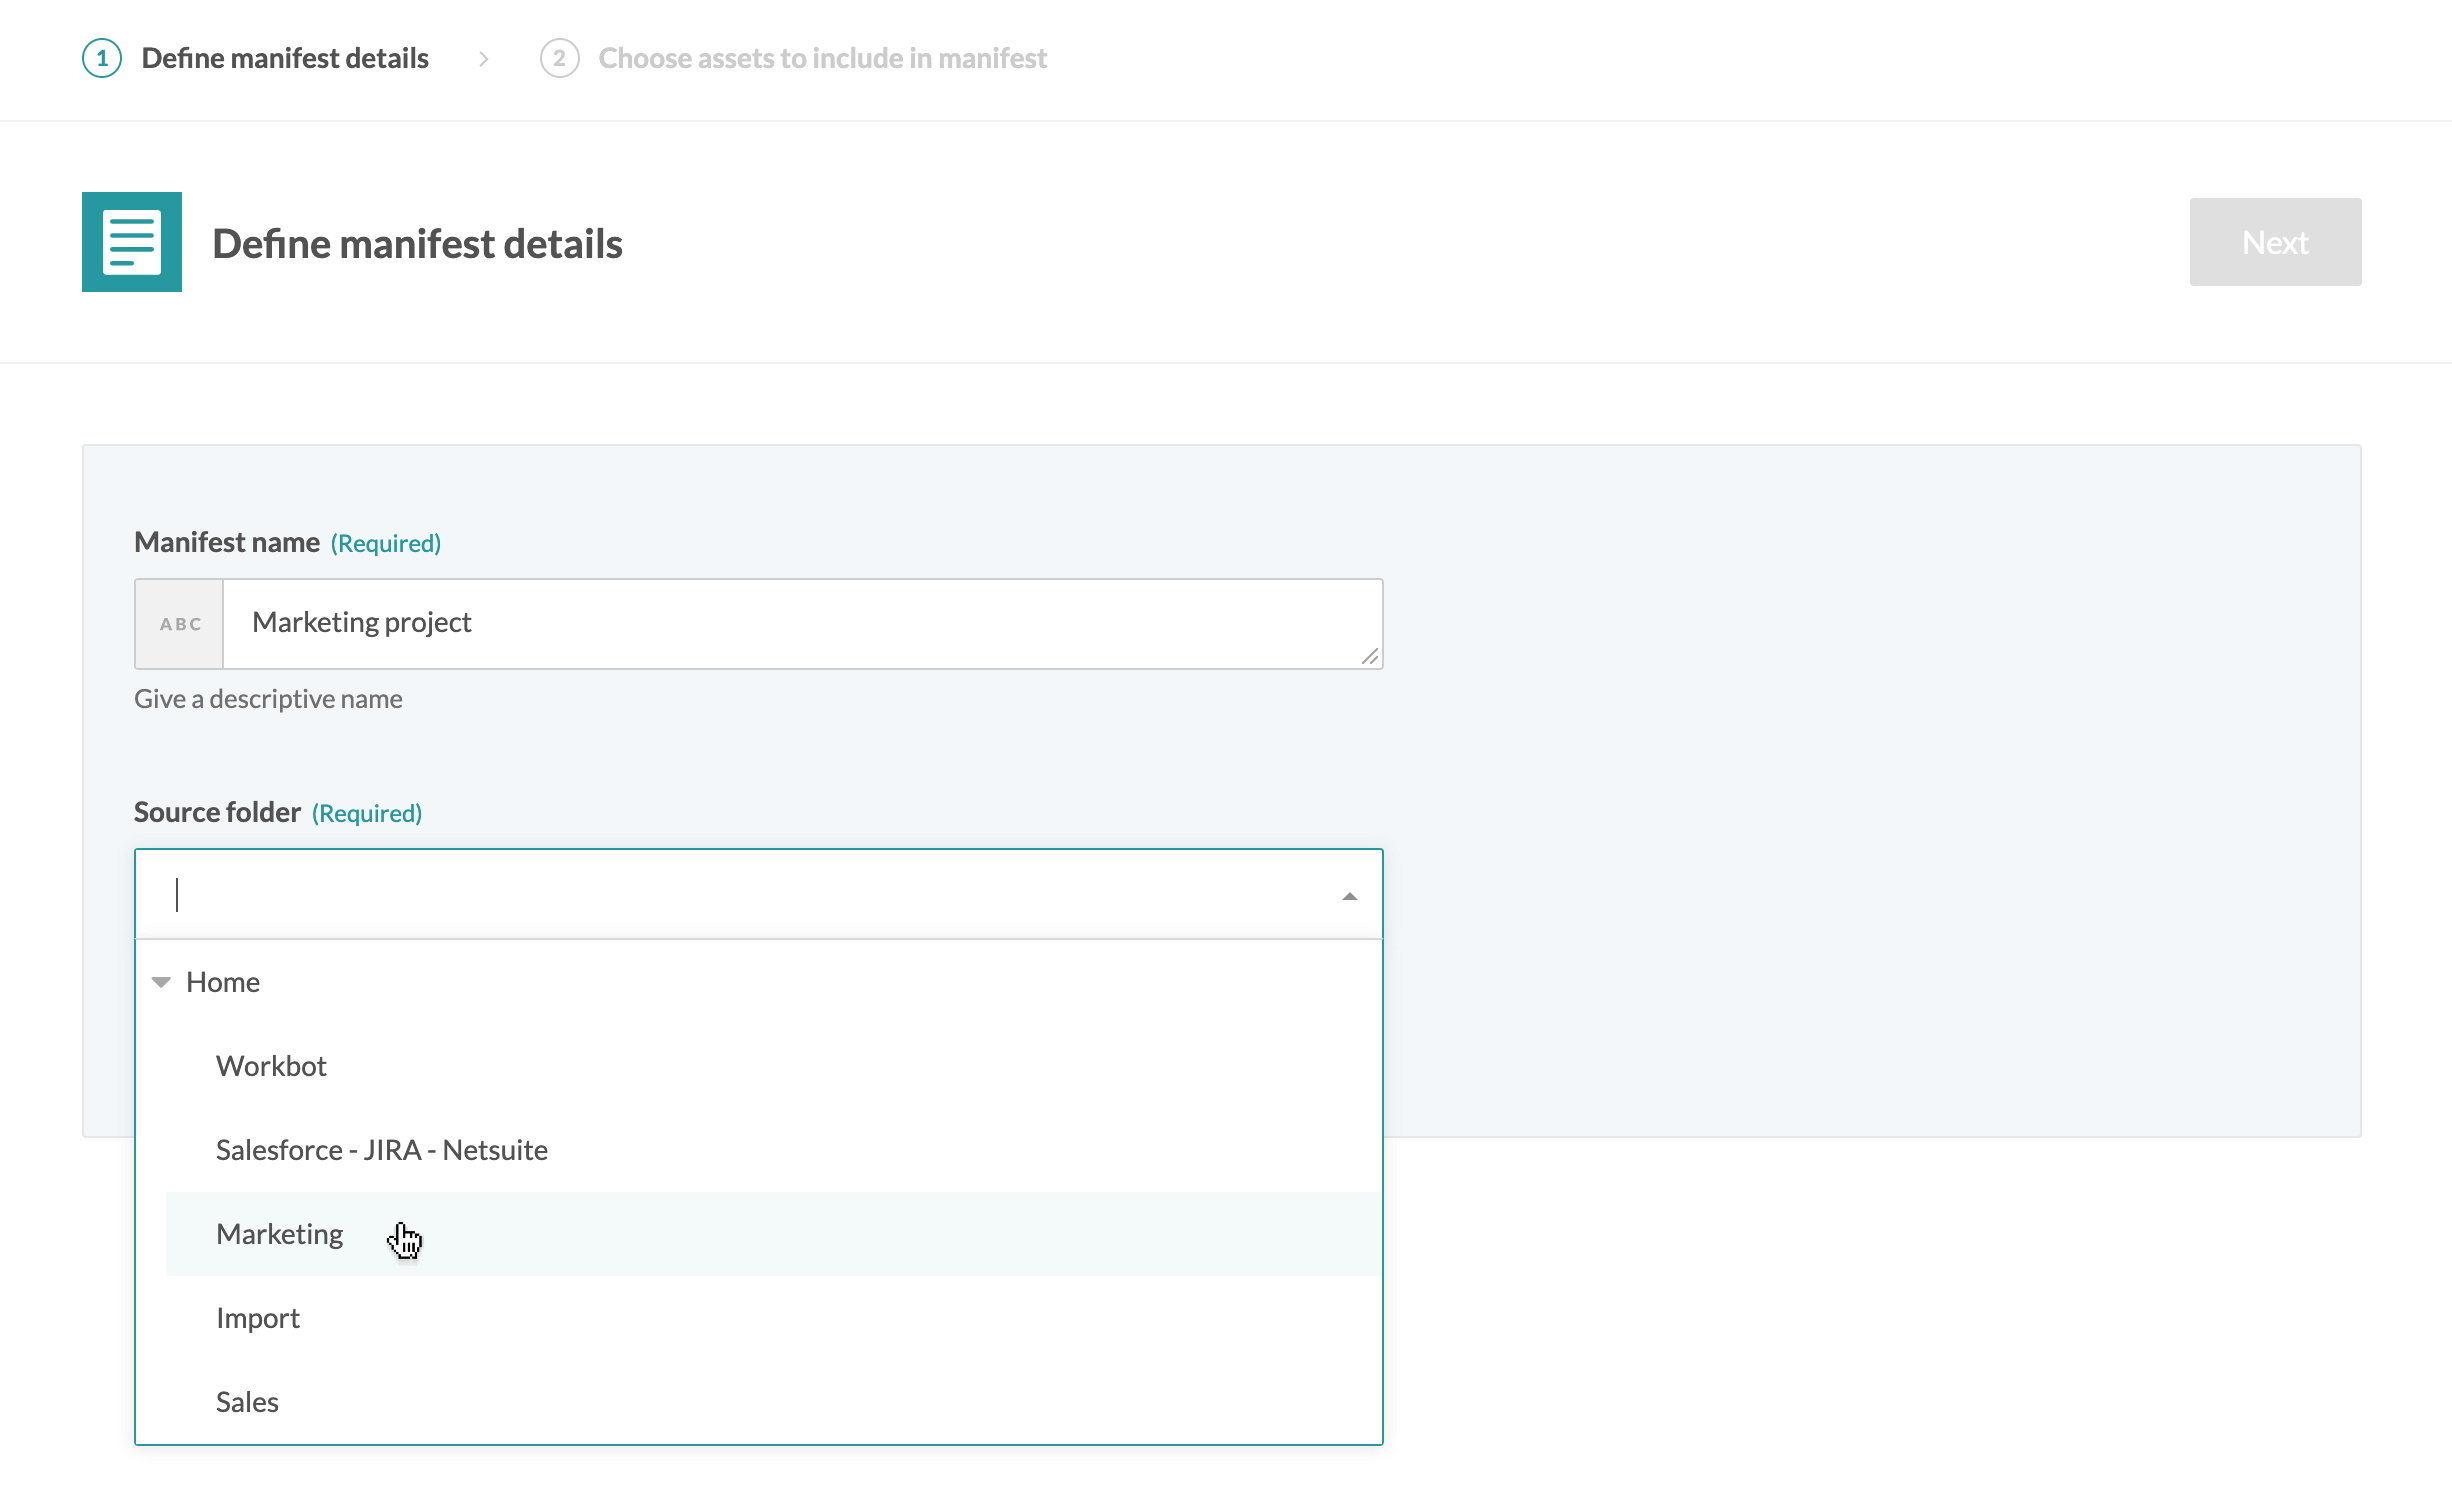 1 Define manifest details 2 Choose assets to include in manifest
Define manifest details
Next
Manifest name (Required)
ABC Marketing project
Give a descriptive name
Source folder (Required)
Home
Workbot
Salesforce - JIRA - Netsuite
Marketing
Import
Sales